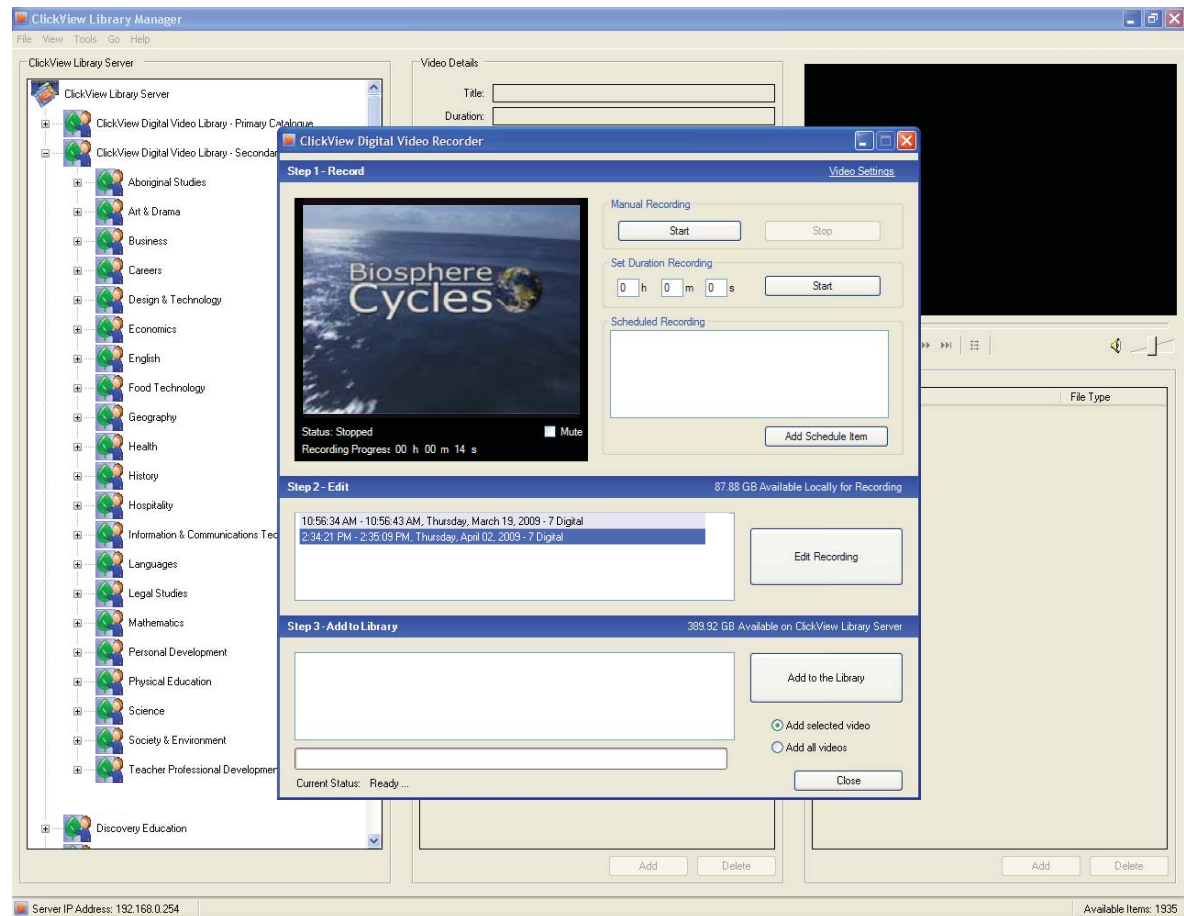 ClickView Library Manager
File View Tools Go Help
ClickView Library Server
ClickView Library Server
ClickView Digital Video Library - Primary Catalogue
ClickView Digital Video Library - Secondar
Aboriginal Studies
Art & Drama
Business
Careers
Design & Technology
Economics
English
Food Technology
Geography
Health
History
Hospitality
Information & Communications Tec
Languages
Legal Studies
Mathematics
Personal Development
Physical Education
Science
Society & Environment
Teacher Professional Developmen
Discovery Education
Video Details
Title:
Duration:
ClickView Digital Video Recorder
Step 1 - Record Video Settings
Biosphere
Cycles
Status: Stopped Mute
Recording Progress: 00 h 00 m 14 s
Manual Recording
Start Stop
Set Duration Recording
0 h 0 m 0 s Start
Scheduled Recording
Add Schedule Item
Step 2 - Edit 87.88 GB Available Locally for Recording
10:56:34 AM - 10:56:43 AM, Thursday, March 19, 2009 - 7 Digital
2:34:21 PM - 2:35:09 PM, Thursday, April 02, 2009 - 7 Digital
Edit Recording
Step 3 - Add to Library 389.92 GB Available on ClickView Library Server
Add to the Library
Add selected video
Add all videos
Current Status: Ready ...
Close
File Type
Add Delete
Add Delete
Server IP Address: 192.168.0.254
Available Items: 1935